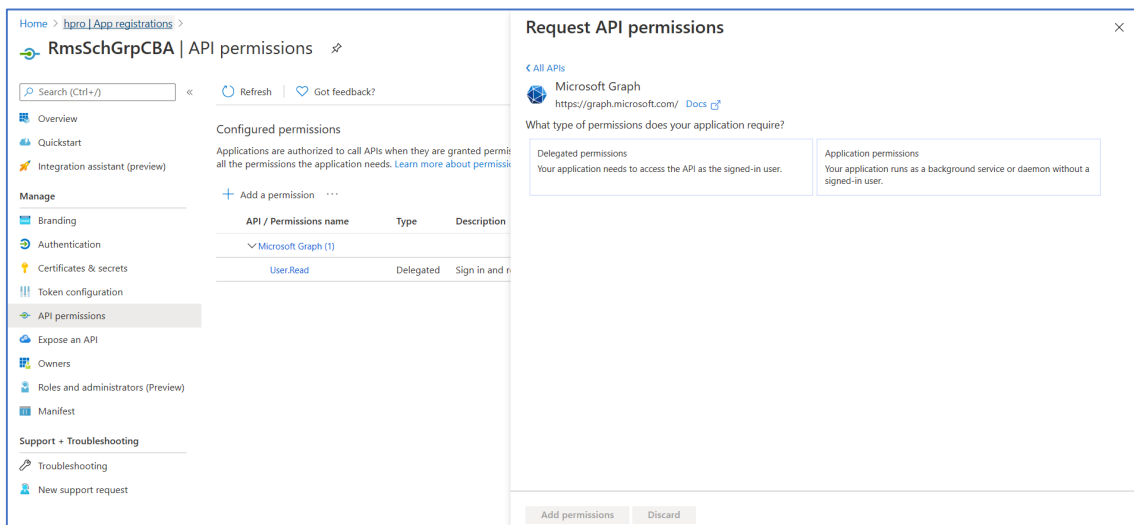 Home > hpro | App registrations >
RmsSchGrpCBA | API permissions
Search (Ctrl+/)
«
Overview
Quickstart
Integration assistant (preview)
Manage
Branding
Authentication
Certificates & secrets
Token configuration
API permissions
Expose an API
Owners
Roles and administrators (Preview)
Manifest
Support + Troubleshooting
Troubleshooting
New support request
Refresh
Got feedback?
Configured permissions
Applications are authorized to call APIs when they are granted permis
all the permissions the application needs. Learn more about permissio
+ Add a permission ...
API / Permissions name Type Description
Microsoft Graph (1)
User.Read Delegated Sign in and r
Request API permissions
< All APIs
Microsoft Graph
https://graph.microsoft.com/ Docs
What type of permissions does your application require?
Delegated permissions
Your application needs to access the API as the signed-in user.
Application permissions
Your application runs as a background service or daemon without a
signed-in user.
Add permissions
Discard